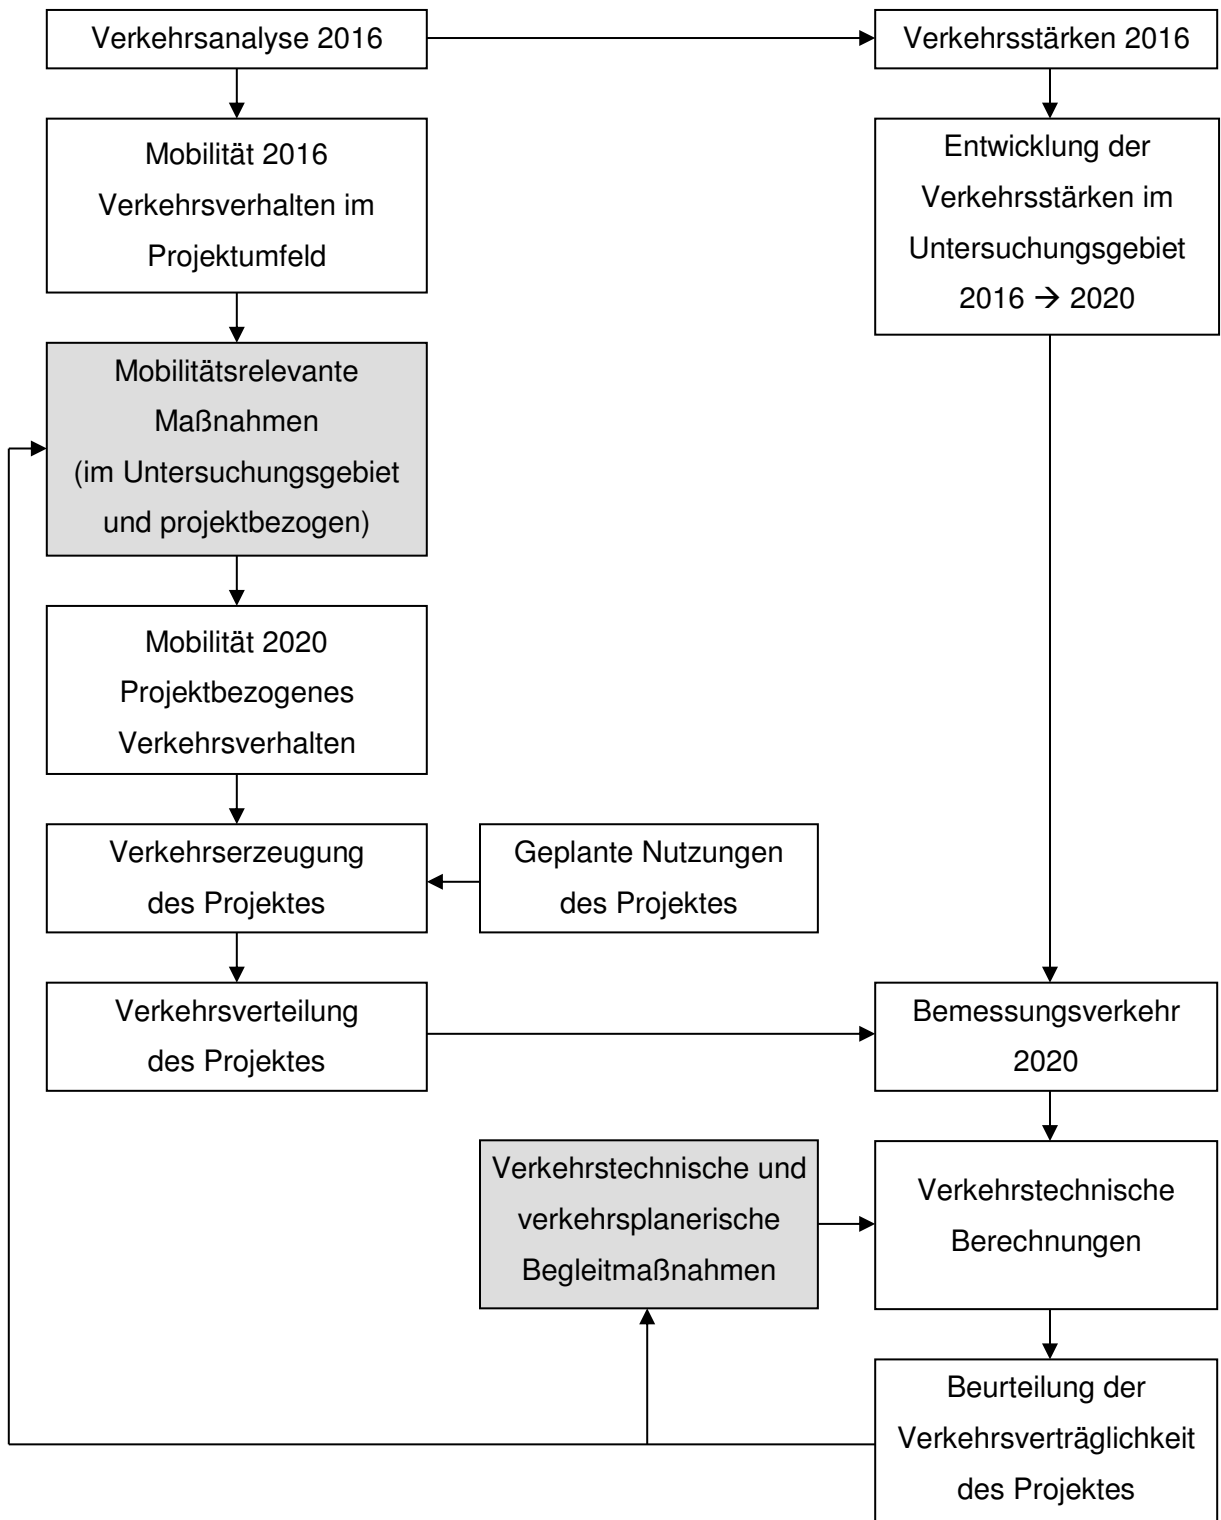 Verkehrsanalyse 2016
Verkehrsstärken 2016
Mobilität 2016
Verkehrsverhalten im
Projektumfeld
Entwicklung der
Verkehrsstärken im
Untersuchungsgebiet
2016 → 2020
Mobilitätsrelevante
Maßnahmen
(im Untersuchungsgebiet
und projektbezogen)
Mobilität 2020
Projektbezogenes
Verkehrsverhalten
Verkehrserzeugung
des Projektes
Geplante Nutzungen
des Projektes
Verkehrsverteilung
des Projektes
Bemessungsverkehr
2020
Verkehrstechnische und
verkehrsplanerische
Begleitmaßnahmen
Verkehrstechnische
Berechnungen
Beurteilung der
Verkehrsverträglichkeit
des Projektes